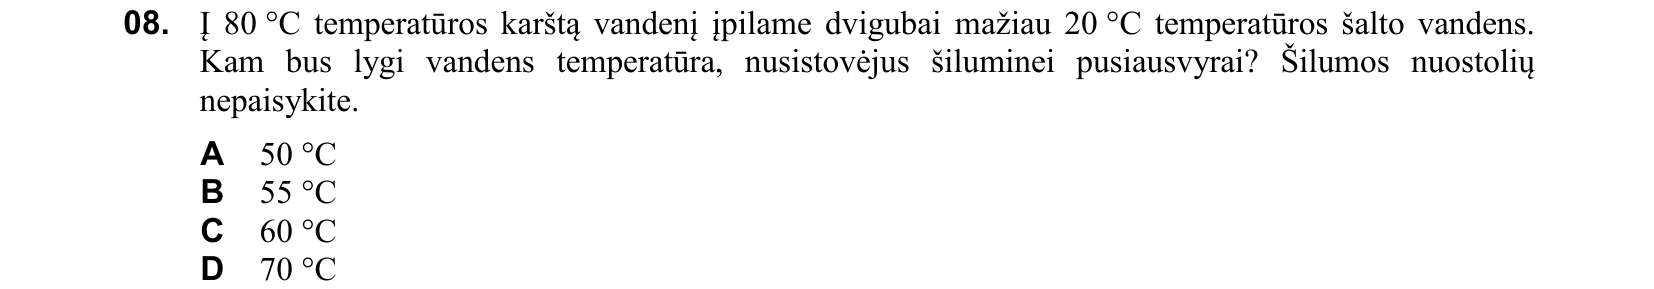 08. Į 80 °C temperatūros karštą vandenį įpilame dvigubai mažiau 20 °C temperatūros šalto vandens.
Kam bus lygi vandens temperatūra, nusistovėjus šiluminei pusiausvyrai? Šilumos nuostolių
nepaisykite.
A 50 °C
B 55 °C
C 60 °C
D 70 °C